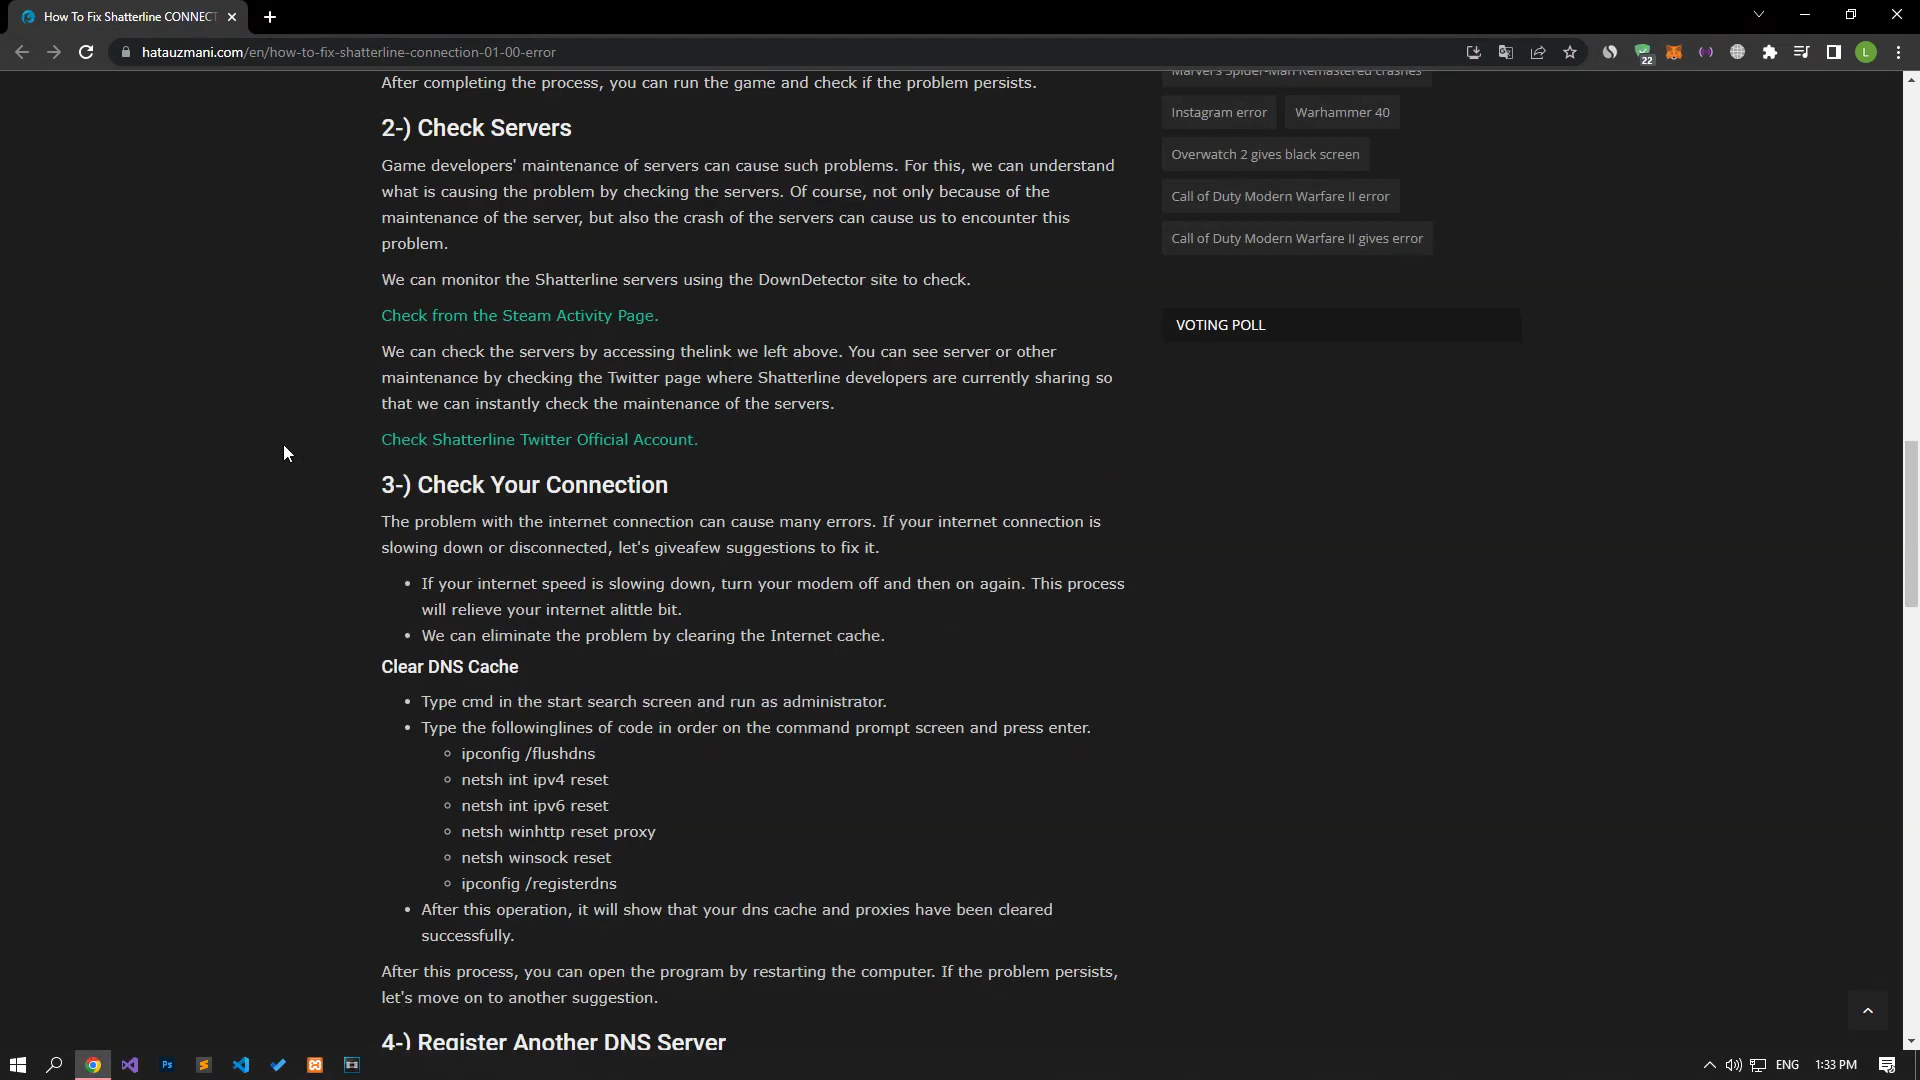 How To Fix Shatterline CONNECT
hatauzmani.com/en/how-to-fix-shatterline-connection-01-00-error
22
L
After completing the process, you can run the game and check if the problem persists.
2-) Check Servers
Game developers' maintenance of servers can cause such problems. For this, we can understand
what is causing the problem by checking the servers. Of course, not only because of the
maintenance of the server, but also the crash of the servers can cause us to encounter this
problem.
We can monitor the Shatterline servers using the DownDetector site to check.
Check from the Steam Activity Page.
We can check the servers by accessing thelink we left above. You can see server or other
maintenance by checking the Twitter page where Shatterline developers are currently sharing so
that we can instantly check the maintenance of the servers.
Check Shatterline Twitter Official Account.
3-) Check Your Connection
The problem with the internet connection can cause many errors. If your internet connection is
slowing down or disconnected, let's giveafew suggestions to fix it.
If your internet speed is slowing down, turn your modem off and then on again. This process
will relieve your internet alittle bit.
We can eliminate the problem by clearing the Internet cache.
Clear DNS Cache
Type cmd in the start search screen and run as administrator.
Type the followinglines of code in order on the command prompt screen and press enter.
ipconfig /flushdns
netsh int ipv4 reset
netsh int ipv6 reset
netsh winhttp reset proxy
netsh winsock reset
ipconfig /registerdns
After this operation, it will show that your dns cache and proxies have been cleared
successfully.
After this process, you can open the program by restarting the computer. If the problem persists,
let's move on to another suggestion.
4-) Register Another DNS Server
Marvel's Spider-Man Remastered crashes
Instagram error
Warhammer 40
Overwatch 2 gives black screen
Call of Duty Modern Warfare II error
Call of Duty Modern Warfare II gives error
VOTING POLL
Ps
ENG
1:33 PM